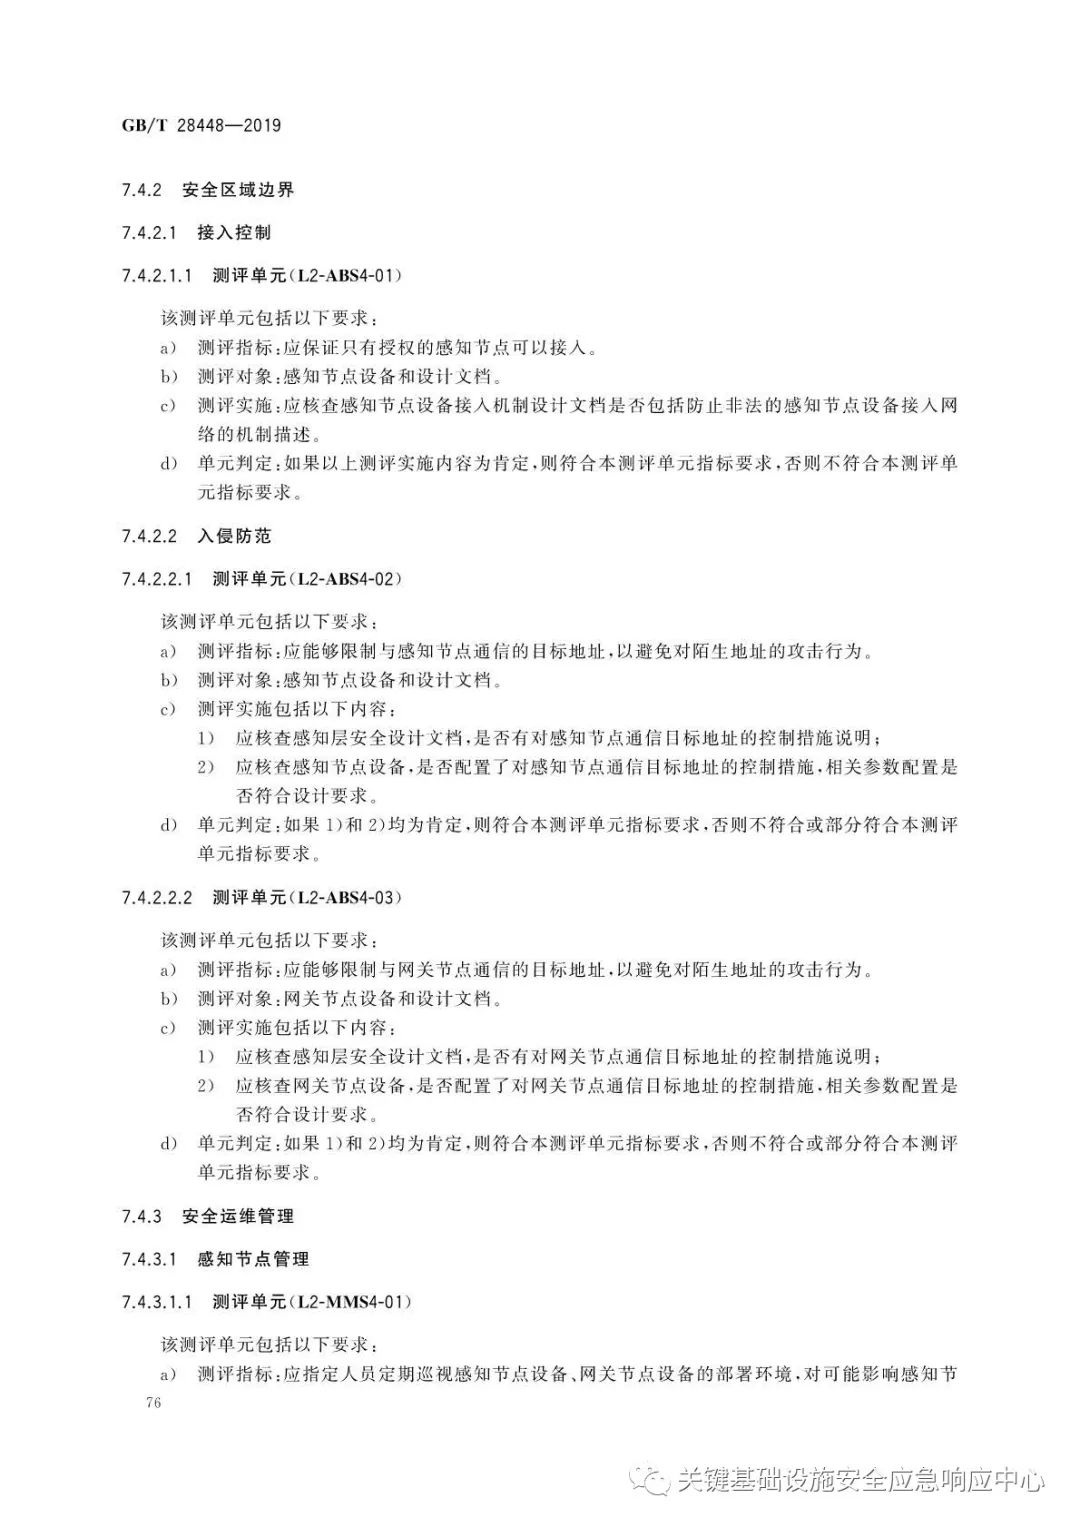 GB/T 28448—2019
7.4.2 安全区域边界
7.4.2.1 接入控制
7.4.2.1.1 测评单元(L2-ABS4-01)
该测评单元包括以下要求:
a) 测评指标:应保证只有授权的感知节点可以接入。
b) 测评对象:感知节点设备和设计文档。
c) 测评实施:应核查感知节点设备接入机制设计文档是否包括防止非法的感知节点设备接入网
络的机制描述。
d) 单元判定:如果以上测评实施内容为肯定,则符合本测评单元指标要求,否则不符合本测评单
元指标要求。
7.4.2.2 入侵防范
7.4.2.2.1 测评单元(L2-ABS4-02)
该测评单元包括以下要求:
a) 测评指标:应能够限制与感知节点通信的目标地址,以避免对陌生地址的攻击行为。
b) 测评对象:感知节点设备和设计文档。
c) 测评实施包括以下内容:
1) 应核查感知层安全设计文档,是否有对感知节点通信目标地址的控制措施说明;
2) 应核查感知节点设备,是否配置了对感知节点通信目标地址的控制措施,相关参数配置是
否符合设计要求。
d) 单元判定:如果 1)和 2)均为肯定,则符合本测评单元指标要求,否则不符合或部分符合本测评
单元指标要求。
7.4.2.2.2 测评单元(L2-ABS4-03)
该测评单元包括以下要求:
a) 测评指标:应能够限制与网关节点通信的目标地址,以避免对陌生地址的攻击行为。
b) 测评对象:网关节点设备和设计文档。
c) 测评实施包括以下内容:
1) 应核查感知层安全设计文档,是否有对网关节点通信目标地址的控制措施说明;
2) 应核查网关节点设备,是否配置了对网关节点通信目标地址的控制措施,相关参数配置是
否符合设计要求。
d) 单元判定:如果 1)和 2)均为肯定,则符合本测评单元指标要求,否则不符合或部分符合本测评
单元指标要求。
7.4.3 安全运维管理
7.4.3.1 感知节点管理
7.4.3.1.1 测评单元(L2-MMS4-01)
该测评单元包括以下要求:
a) 测评指标:应指定人员定期巡视感知节点设备、网关节点设备的部署环境,对可能影响感知节
76
关键基础设施安全应急响应中心